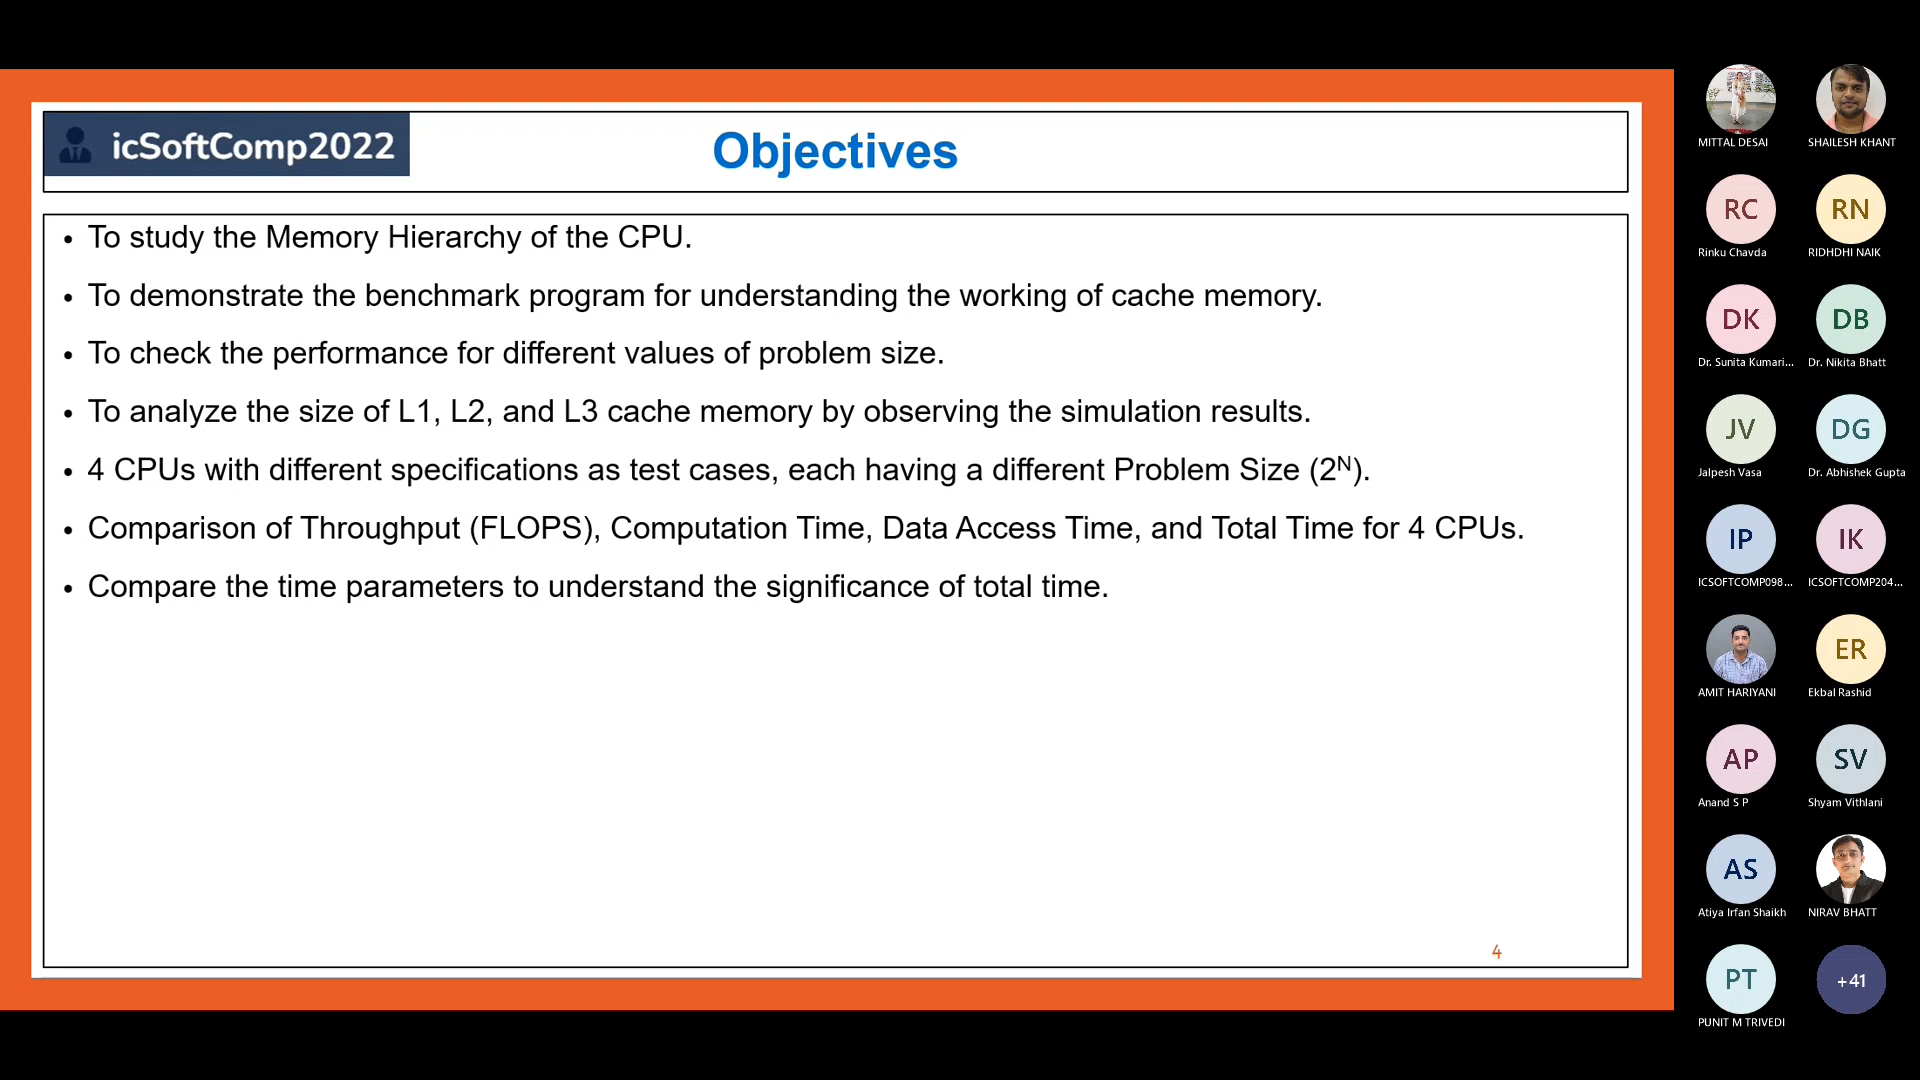 icSoftComp2022
Objectives
• To study the Memory Hierarchy of the CPU.
• To demonstrate the benchmark program for understanding the working of cache memory.
• To check the performance for different values of problem size.
• To analyze the size of L1, L2, and L3 cache memory by observing the simulation results.
• 4 CPUs with different specifications as test cases, each having a different Problem Size (2ᴺ).
• Comparison of Throughput (FLOPS), Computation Time, Data Access Time, and Total Time for 4 CPUs.
• Compare the time parameters to understand the significance of total time.
4
MITTAL DESAI
SHAILESH KHANT
RC
RN
Rinku Chavda
RIDHDHI NAIK
DK
DB
Dr. Sunita Kumari...
Dr. Nikita Bhatt
JV
DG
Jalpesh Vasa
Dr. Abhishek Gupta
IP
IK
ICSOFTCOMP098...
ICSOFTCOMP204...
ER
AMIT HARIYANI
Ekbal Rashid
AP
SV
Anand S P
Shyam Vithlani
AS
Atiya Irfan Shaikh
NIRAV BHATT
PT
+41
PUNIT M TRIVEDI